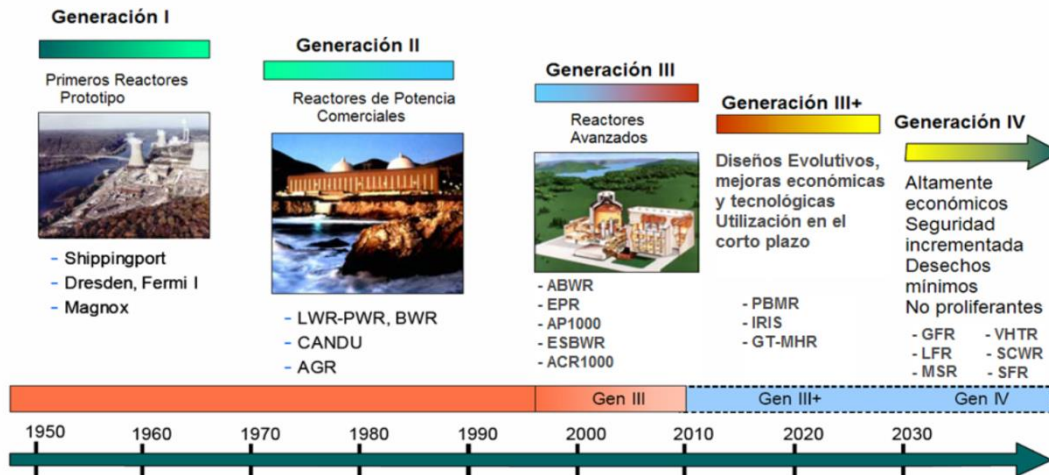 Generación I
Primeros Reactores
Prototipo
- Shippingport
- Dresden, Fermi I
- Magnox
Generación II
Reactores de Potencia
Comerciales
- LWR-PWR, BWR
- CANDU
- AGR
Generación III
Reactores
Avanzados
- ABWR
- EPR
- AP1000
- ESBWR
- ACR1000
Generación III+
Diseños Evolutivos,
mejoras económicas
y tecnológicas
Utilización en el
corto plazo
- PBMR
- IRIS
- GT-MHR
Generación IV
Altamente
económicos
Seguridad
incrementada
Desechos
mínimos
No proliferantes
- GFR - VHTR
- LFR - SCWR
- MSR - SFR
Gen III Gen III+ Gen IV
1950 1960 1970 1980 1990 2000 2010 2020 2030